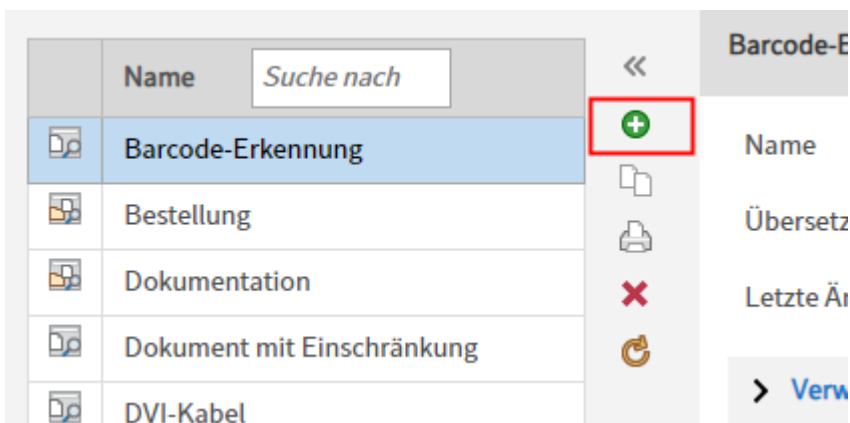 Name Suche nach
Barcode-Erkennung
Bestellung
Dokumentation
Dokument mit Einschränkung
DVI-Kabel
Barcode-E
Name
Übersetz
Letzte Är
Verw